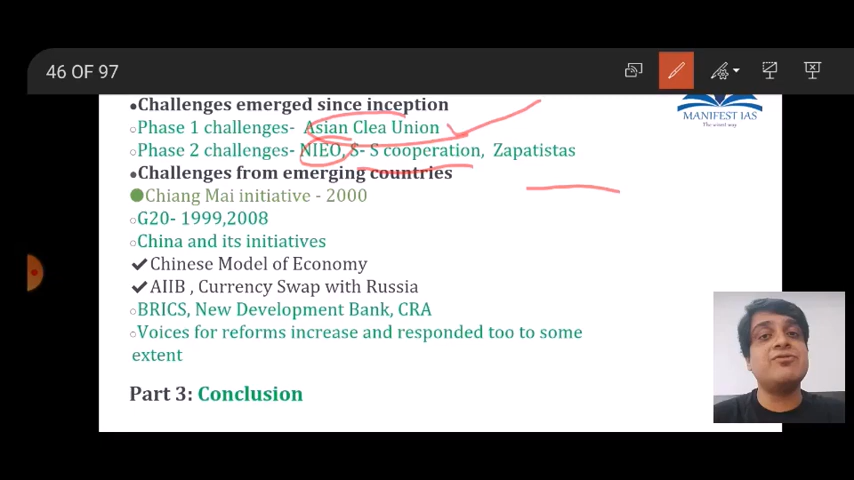 46 OF 97
●Challenges emerged since inception
○Phase 1 challenges- Asian Clea Union
○Phase 2 challenges- NIEO, S- S cooperation, Zapatistas
●Challenges from emerging countries
●Chiang Mai initiative - 2000
○G20- 1999,2008
○China and its initiatives
✔Chinese Model of Economy
✔AIIB , Currency Swap with Russia
○BRICS, New Development Bank, CRA
○Voices for reforms increase and responded too to some
extent
Part 3: Conclusion
MANIFEST IAS